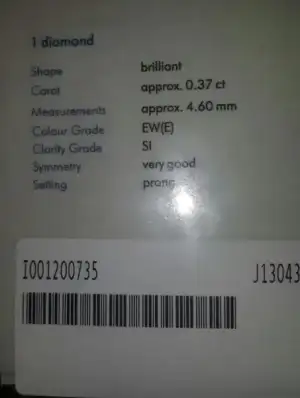 1 diamond
Shape brilliant
Carat approx. 0.37 ct
Measurements approx. 4.60 mm
Colour Grade EW(E)
Clarity Grade SI
Symmetry very good
Setting prong
I001200735 J13043